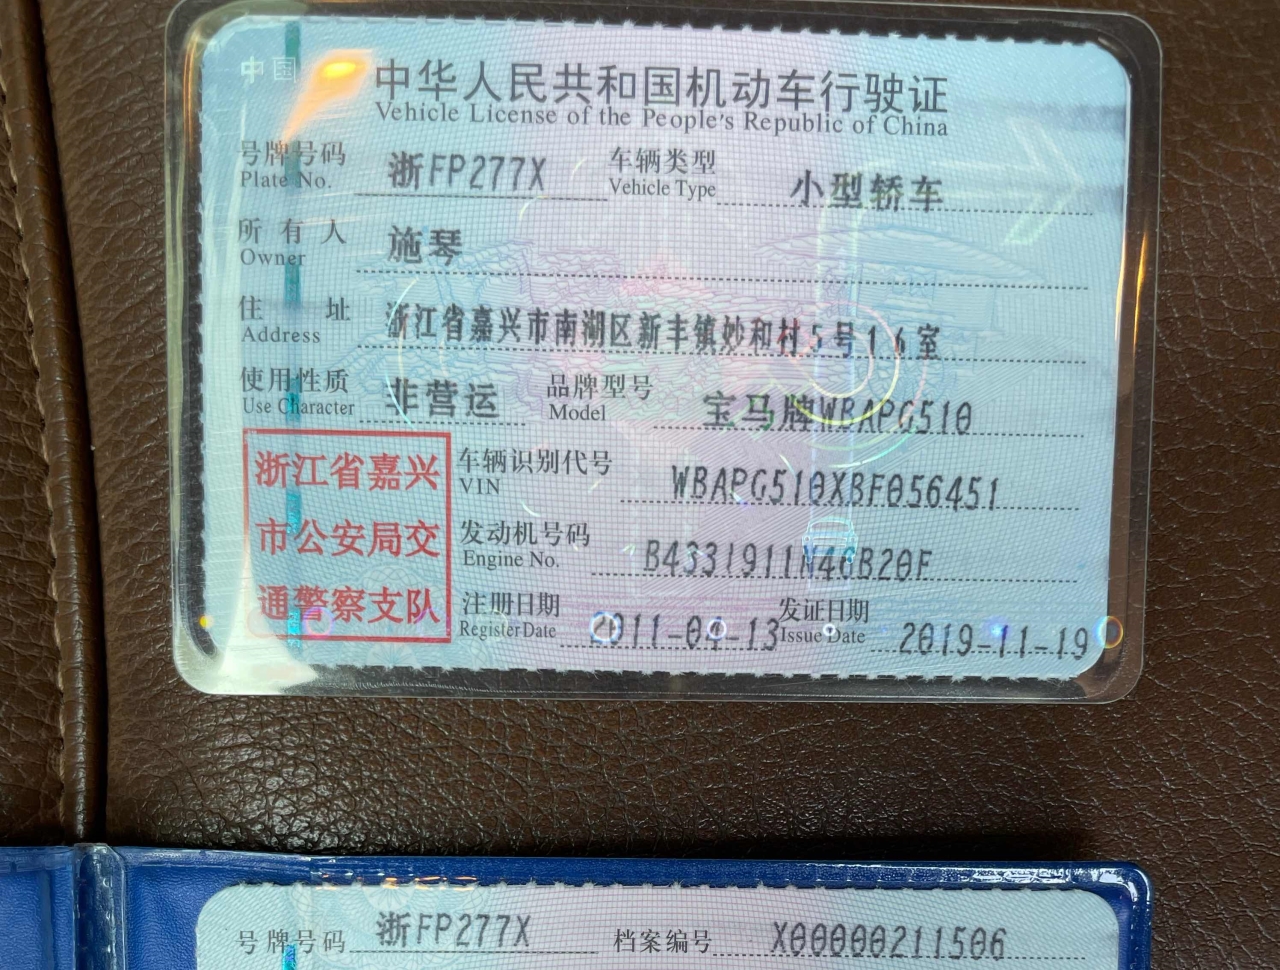 中国
中华人民共和国机动车行驶证
Vehicle License of the People's Republic of China
号牌号码 浙FP277X 车辆类型 小型轿车
Plate No. Vehicle Type
所有人 施琴
Owner
住址 浙江省嘉兴市南湖区新丰镇妙和村5号16室
Address
使用性质 非营运 品牌型号 宝马牌WBAPG510
Use Character Model
浙江省嘉兴
市公安局交
通警察支队
车辆识别代号 WBAPG510XBF056451
VIN
发动机号码 B4331911N46B20F
Engine No.
注册日期 2011-04-13 发证日期 2019-11-19
Register Date Issue Date
号牌号码 浙FP277X 档案编号 X00000211506